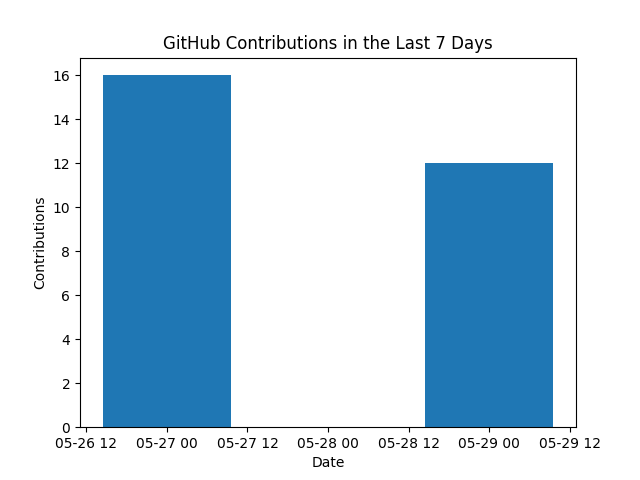 GitHub Contributions in the Last 7 Days
16
14
12
10
8
6
4
2
0
Contributions
05-26 12 05-27 00 05-27 12 05-28 00 05-28 12 05-29 00 05-29 12
Date